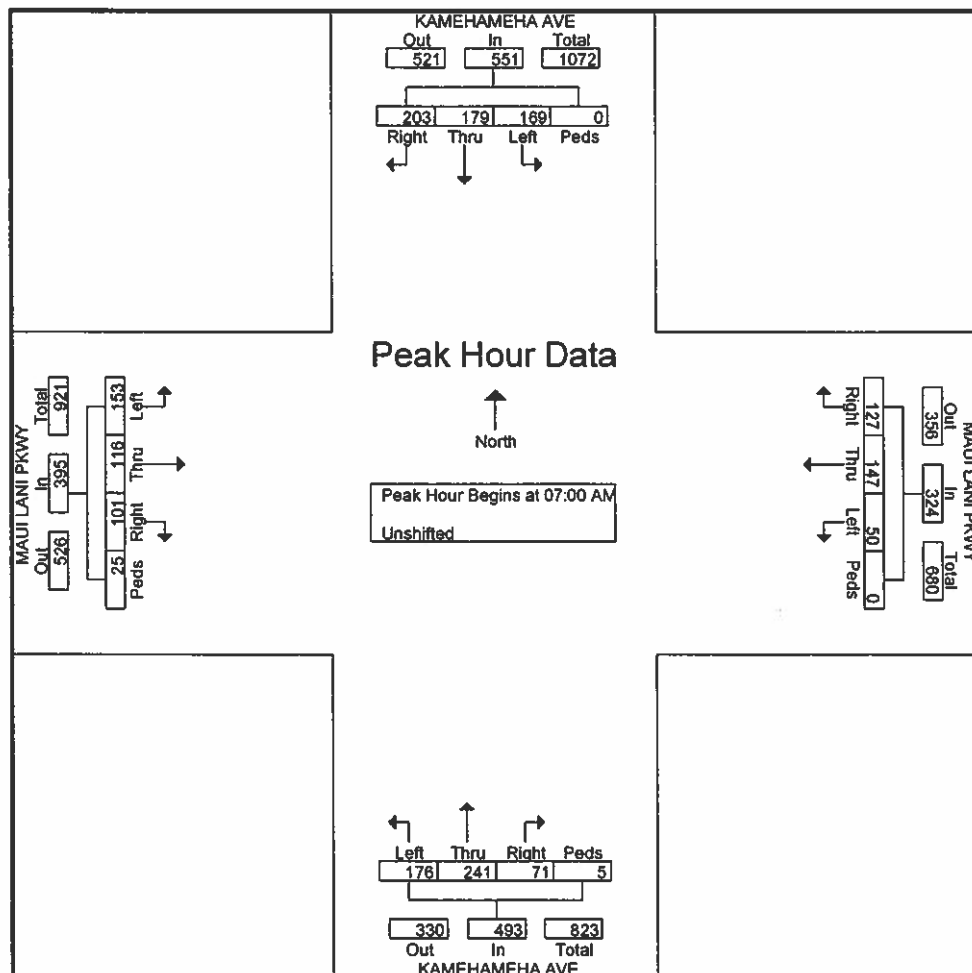 KAMEHAMEHA AVE
Out In Total
521 551 1072
203 179 169 0
Right Thru Left Peds
Peak Hour Data
North
Peak Hour Begins at 07:00 AM
Unshifted
MAUI LANI PKWY
Out In Total
526 395 921
153 116 101 25
Left Thru Right Peds
MAUI LANI PKWY
Out In Total
356 324 680
127 147 50 0
Right Thru Left Peds
Left Thru Right Peds
176 241 71 5
330 493 823
Out In Total
KAMEHAMEHA AVE